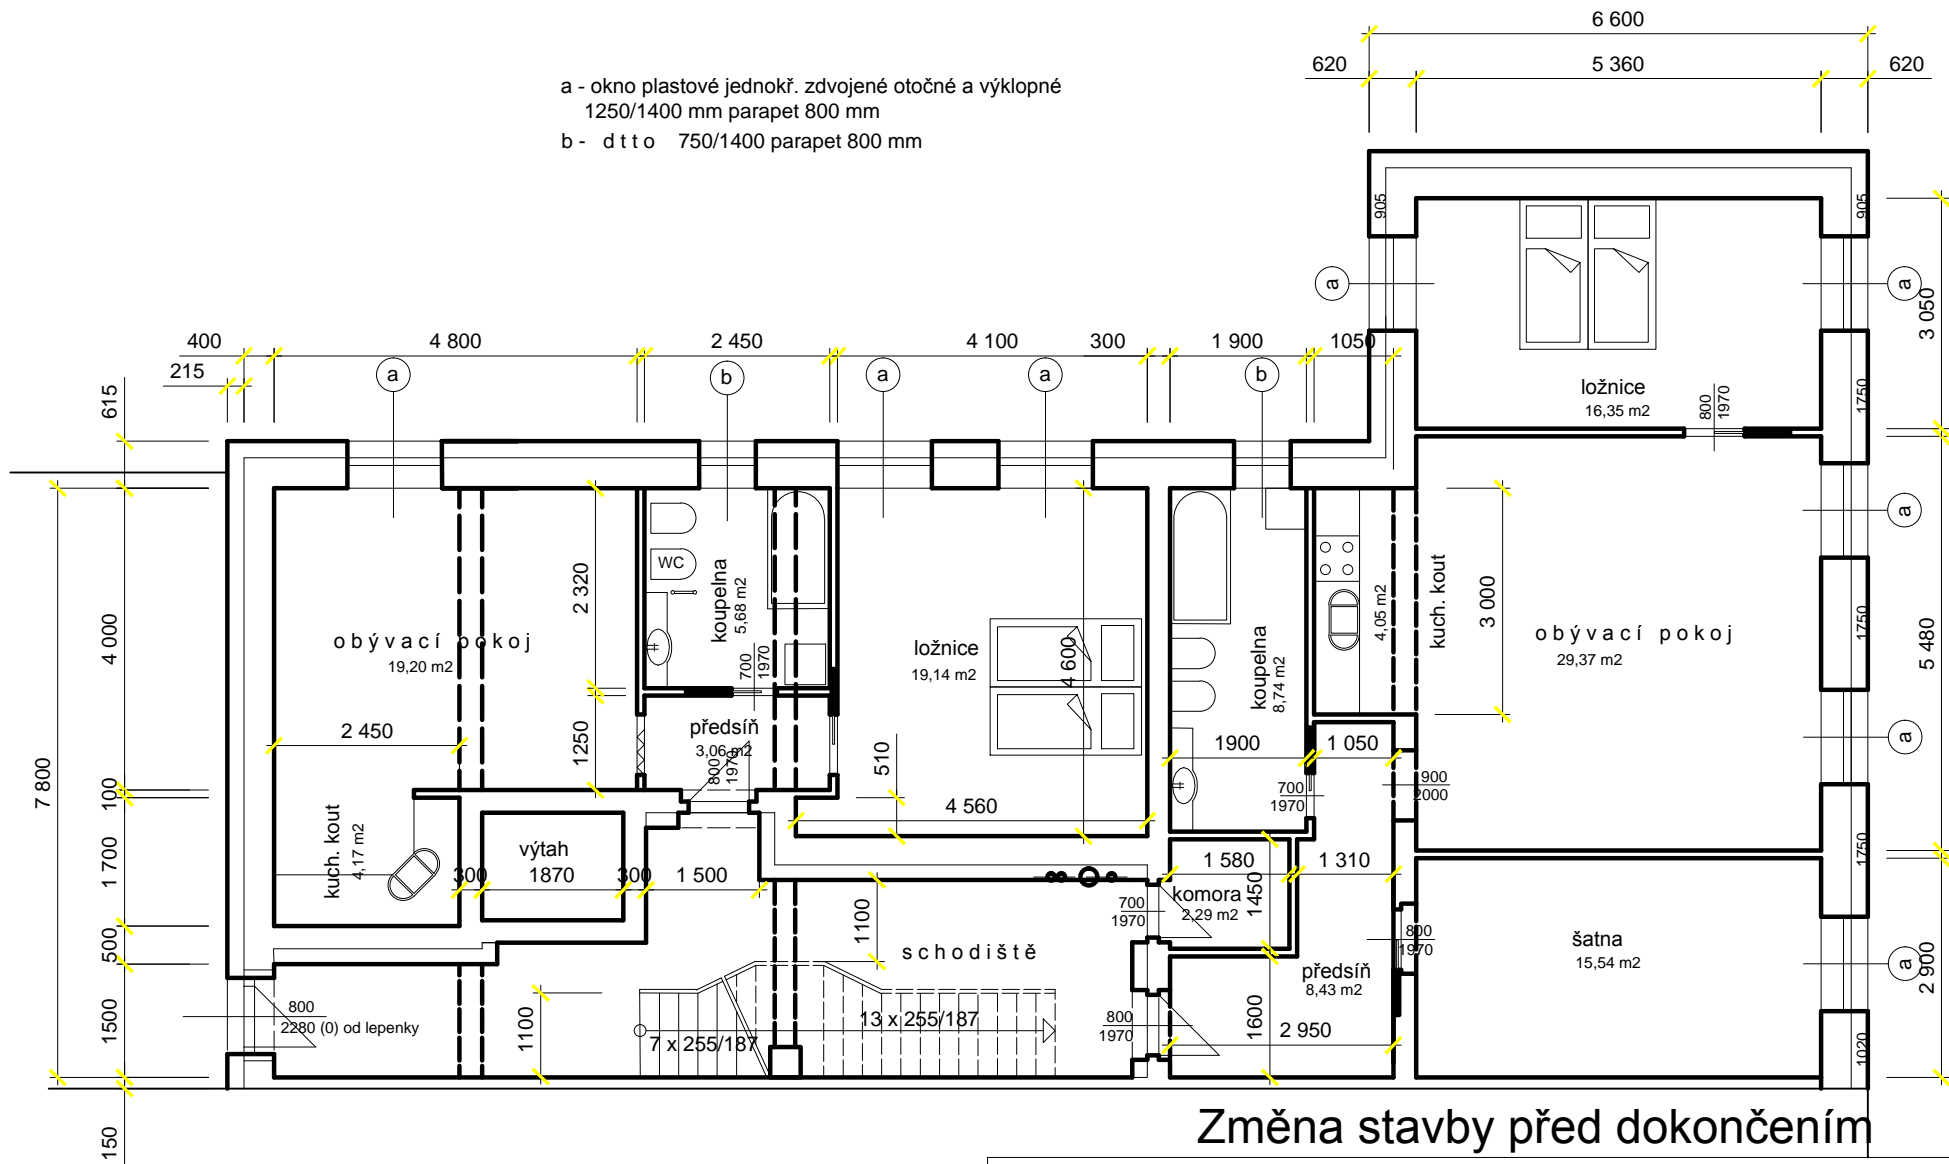 6 600
620
5 360
620
a - okno plastové jednokř. zdvojené otočné a výklopné
1250/1400 mm parapet 800 mm
b - d t t o 750/1400 parapet 800 mm
905
905
a
a
3 050
400
4 800
2 450
4 100
300
1 900
1050
215
a
b
a
a
b
615
ložnice
16,35 m2
800
1970
1750
a
WC
koupelna
5,68 m2
2 320
700
1970
obývací pokoj
19,20 m2
4 000
ložnice
19,14 m2
4 600
koupelna
8,74 m2
4,05 m2
kuch. kout
3 000
obývací pokoj
29,37 m2
1750
5 480
2 450
1250
předsíň
3,06 m2
800
1970
510
1900
1 050
a
7 800
100
4 560
700
1970
900
2000
kuch. kout
4,17 m2
1 700
výtah
300
1870
300
1 500
1 580
1 310
1750
komora
2,29 m2
1450
700
1970
1100
schodiště
500
800
1970
šatna
15,54 m2
předsíň
8,43 m2
a
2 900
1500
800
2280 (0) od lepenky
1100
7 x 255/187
13 x 255/187
800
1970
1600
2 950
1020
Změna stavby před dokončením
150